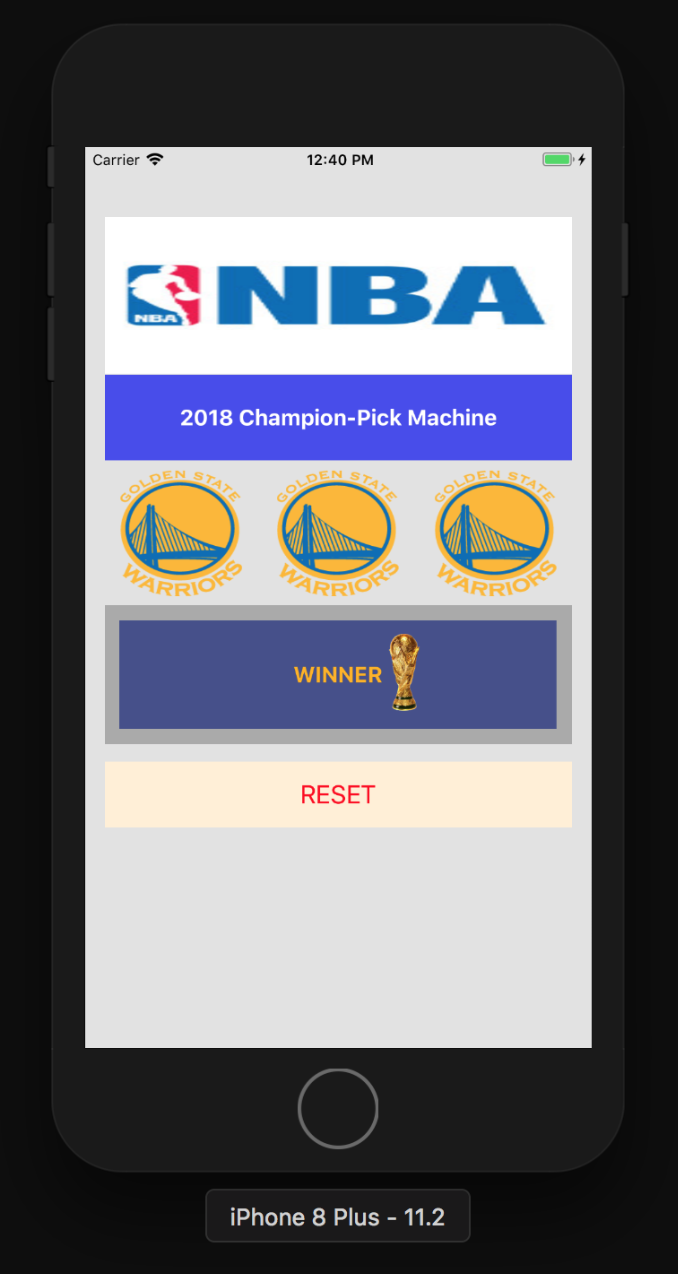 Carrier 12:40 PM
NBA NBA
2018 Champion-Pick Machine
GOLDEN STATE WARRIORS
GOLDEN STATE WARRIORS
GOLDEN STATE WARRIORS
WINNER
RESET
iPhone 8 Plus - 11.2